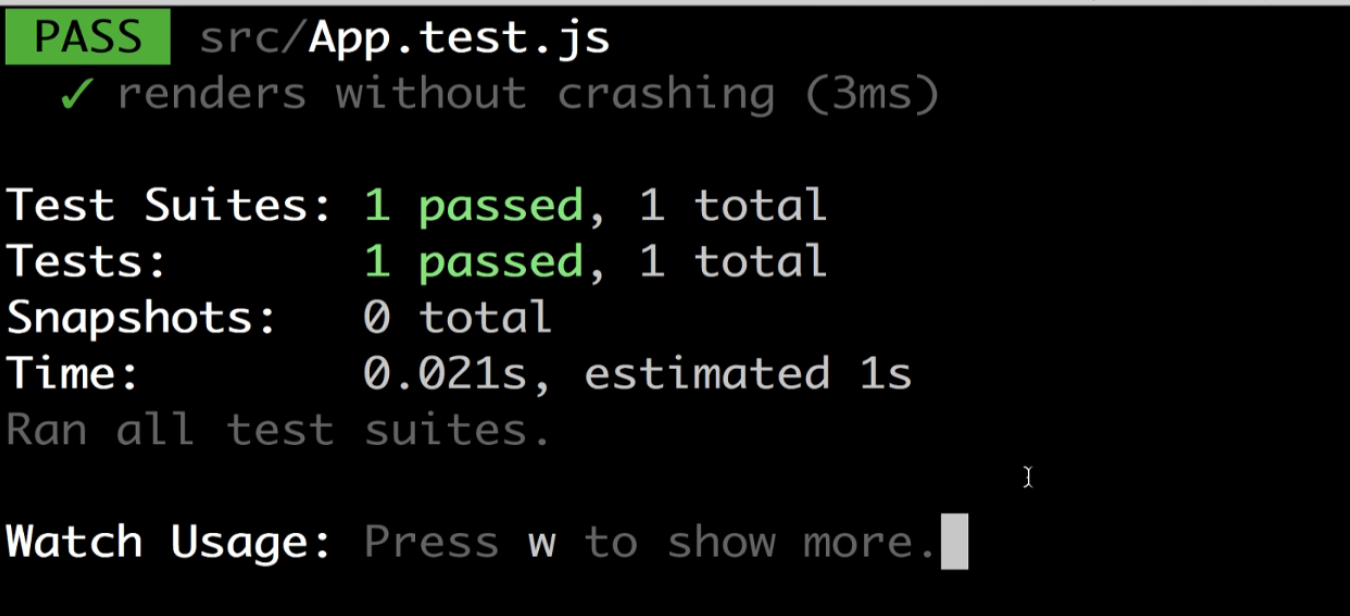 PASS src/App.test.js
✓ renders without crashing (3ms)
Test Suites: 1 passed, 1 total
Tests: 1 passed, 1 total
Snapshots: 0 total
Time: 0.021s, estimated 1s
Ran all test suites.
Watch Usage: Press w to show more.